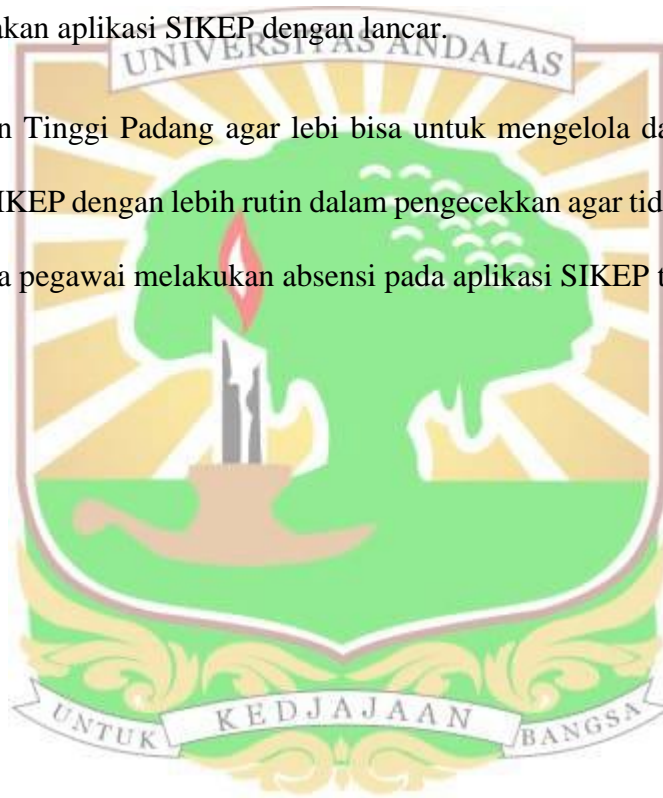 akan aplikasi SIKEP dengan lancar.
UNIVERSITAS ANDALAS
n Tinggi Padang agar lebi bisa untuk mengelola da
IKEP dengan lebih rutin dalam pengecekkan agar tid
a pegawai melakukan absensi pada aplikasi SIKEP t
UNTUK KEDJAJAAN BANGSA